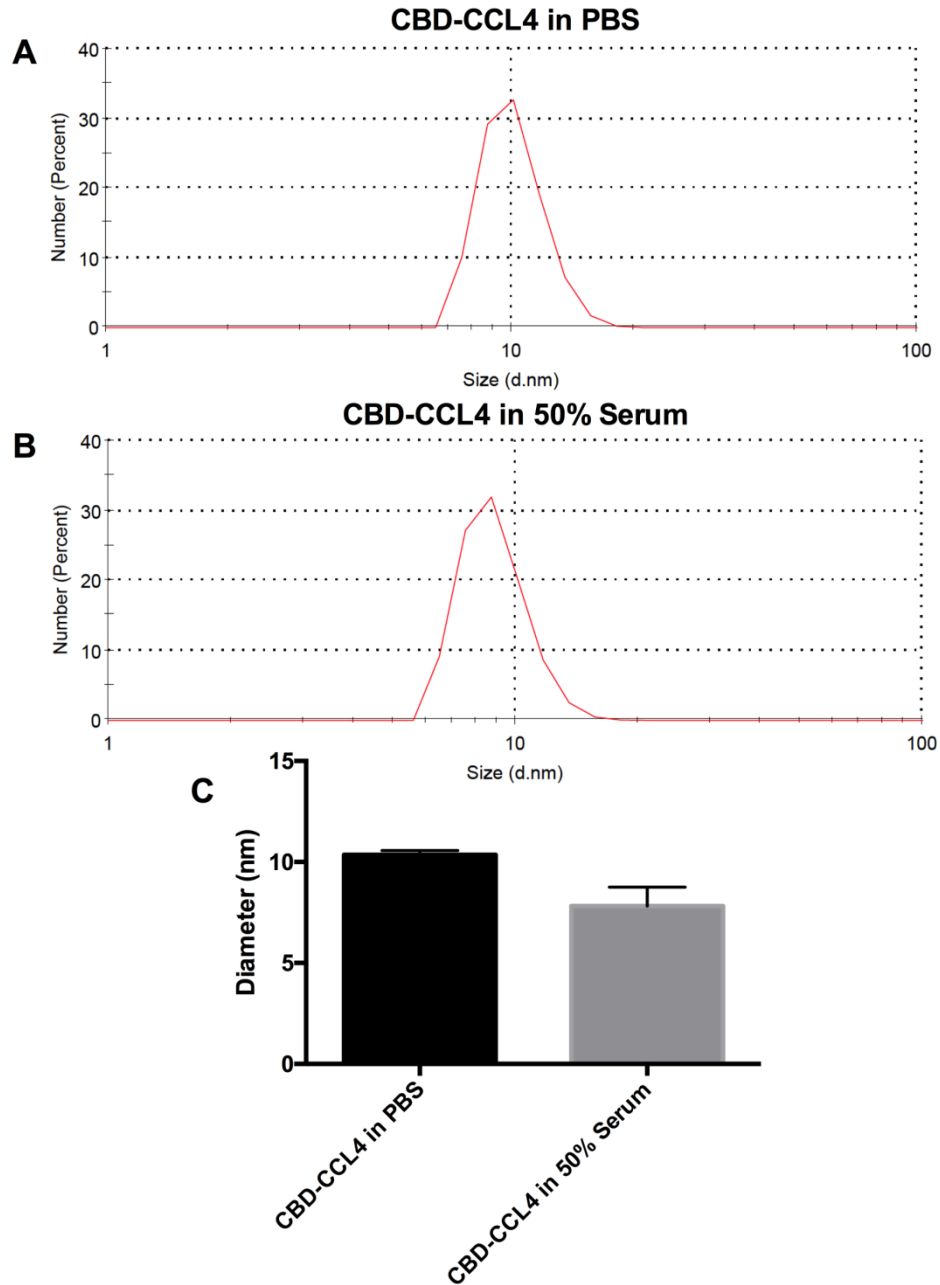 CBD-CCL4 in PBS
A
40
30
20
10
0
Number (Percent)
1
10
100
Size (d.nm)
CBD-CCL4 in 50% Serum
B
40
30
20
10
0
Number (Percent)
1
10
100
Size (d.nm)
C
15
10
5
0
Diameter (nm)
CBD-CCL4 in PBS
CBD-CCL4 in 50% Serum